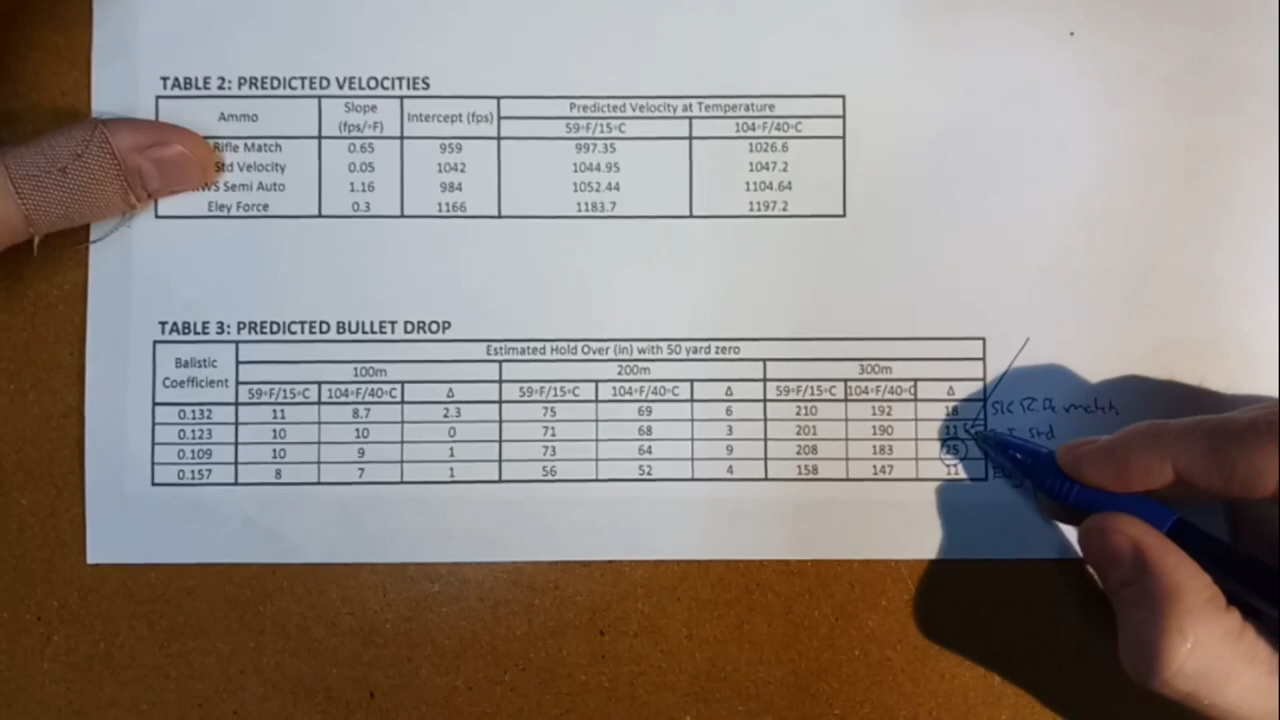 TABLE 2: PREDICTED VELOCITIES
Ammo Slope (fps/◦F) Intercept (fps) Predicted Velocity at Temperature
59◦F/15◦C 104◦F/40◦C
Rifle Match 0.65 959 997.35 1026.6
Std Velocity 0.05 1042 1044.95 1047.2
Semi Auto 1.16 984 1052.44 1104.64
Eley Force 0.3 1166 1183.7 1197.2
TABLE 3: PREDICTED BULLET DROP
Balistic Coefficient Estimated Hold Over (in) with 50 yard zero
100m 200m 300m
59◦F/15◦C 104◦F/40◦C Δ 59◦F/15◦C 104◦F/40◦C Δ 59◦F/15◦C 104◦F/40◦C Δ
0.132 11 8.7 2.3 75 69 6 210 192 18 match
0.123 10 10 0 71 68 3 201 190 11 Std
0.109 10 9 1 73 64 9 208 183 25
0.157 8 7 1 56 52 4 158 147 11